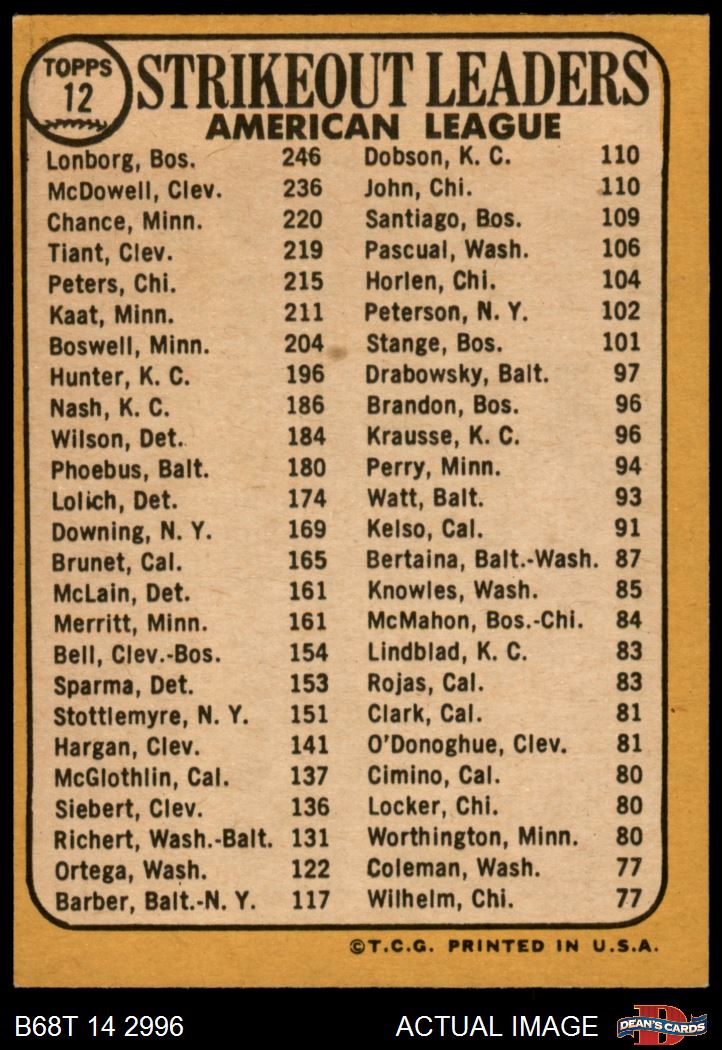 TOPPS
12
STRIKEOUT LEADERS
AMERICAN LEAGUE
Lonborg, Bos. 246
McDowell, Clev. 236
Chance, Minn. 220
Tiant, Clev. 219
Peters, Chi. 215
Kaat, Minn. 211
Boswell, Minn. 204
Hunter, K. C. 196
Nash, K. C. 186
Wilson, Det. 184
Phoebus, Balt. 180
Lolich, Det. 174
Downing, N. Y. 169
Brunet, Cal. 165
McLain, Det. 161
Merritt, Minn. 161
Bell, Clev.-Bos. 154
Sparma, Det. 153
Stottlemyre, N. Y. 151
Hargan, Clev. 141
McGlothlin, Cal. 137
Siebert, Clev. 136
Richert, Wash.-Balt. 131
Ortega, Wash. 122
Barber, Balt.-N. Y. 117
Dobson, K. C. 110
John, Chi. 110
Santiago, Bos. 109
Pascual, Wash. 106
Horlen, Chi. 104
Peterson, N. Y. 102
Stange, Bos. 101
Drabowsky, Balt. 97
Brandon, Bos. 96
Krausse, K. C. 96
Perry, Minn. 94
Watt, Balt. 93
Kelso, Cal. 91
Bertaina, Balt.-Wash. 87
Knowles, Wash. 85
McMahon, Bos.-Chi. 84
Lindblad, K. C. 83
Rojas, Cal. 83
Clark, Cal. 81
O'Donoghue, Clev. 81
Cimino, Cal. 80
Locker, Chi. 80
Worthington, Minn. 80
Coleman, Wash. 77
Wilhelm, Chi. 77
©T.C.G. PRINTED IN U.S.A.
B68T 14 2996
ACTUAL IMAGE
D
DEAN'S CARDS